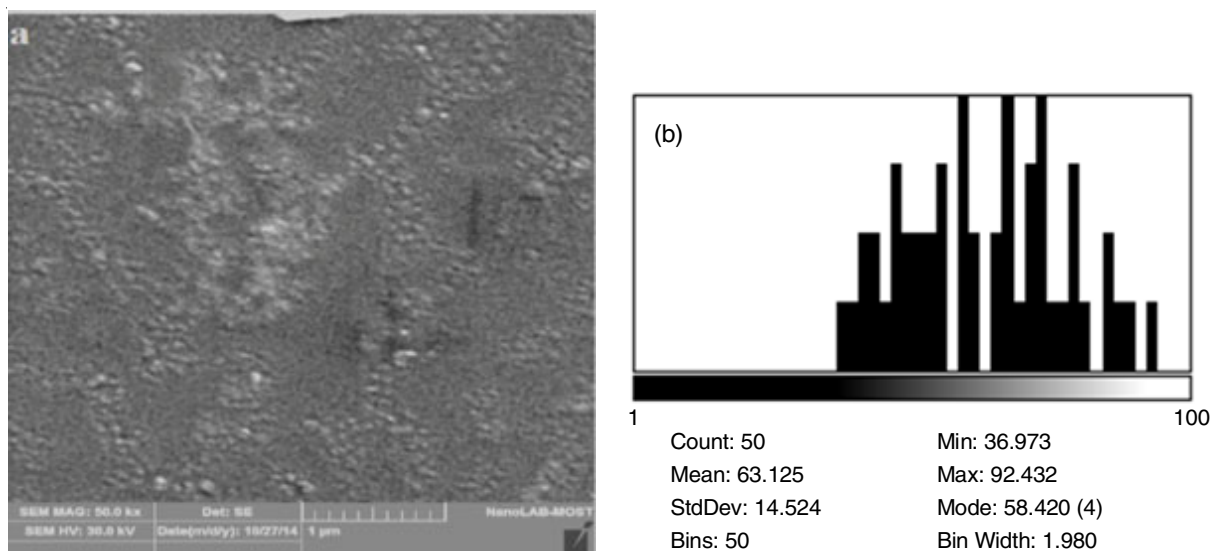 a
SEM MAG: 50.0 kx
Det: SE
NanoLAB-MOST
SEM HV: 30.0 kV
Date(m/d/y): 10/27/14
1 µm
(b)
1
100
Count: 50
Min: 36.973
Mean: 63.125
Max: 92.432
StdDev: 14.524
Mode: 58.420 (4)
Bins: 50
Bin Width: 1.980